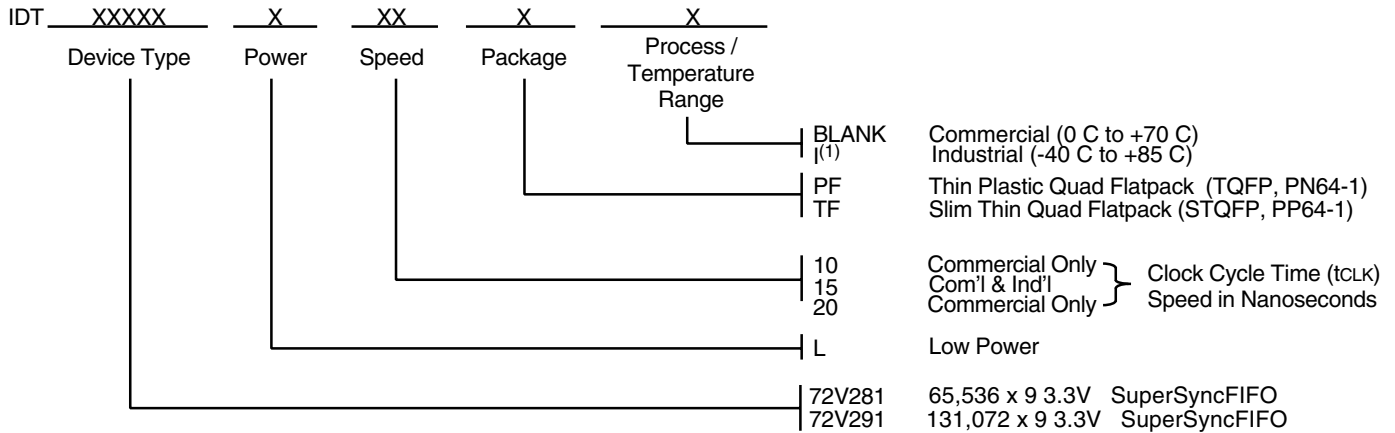 IDT XXXXX X XX X X
Device Type Power Speed Package Process /
Temperature
Range
BLANK Commercial (0 C to +70 C)
I(1) Industrial (-40 C to +85 C)
PF Thin Plastic Quad Flatpack (TQFP, PN64-1)
TF Slim Thin Quad Flatpack (STQFP, PP64-1)
10 Commercial Only
15 Com'l & Ind'l
20 Commercial Only
Clock Cycle Time (tCLK)
Speed in Nanoseconds
L Low Power
72V281 65,536 x 9 3.3V SuperSyncFIFO
72V291 131,072 x 9 3.3V SuperSyncFIFO